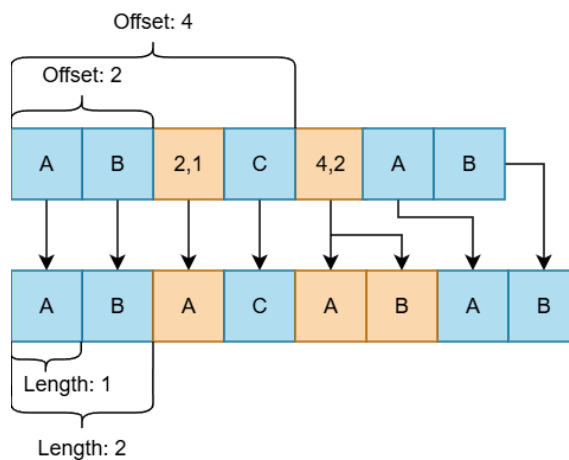 Offset: 4
Offset: 2
A B 2,1 C 4,2 A B
A B A C A B A B
Length: 1
Length: 2